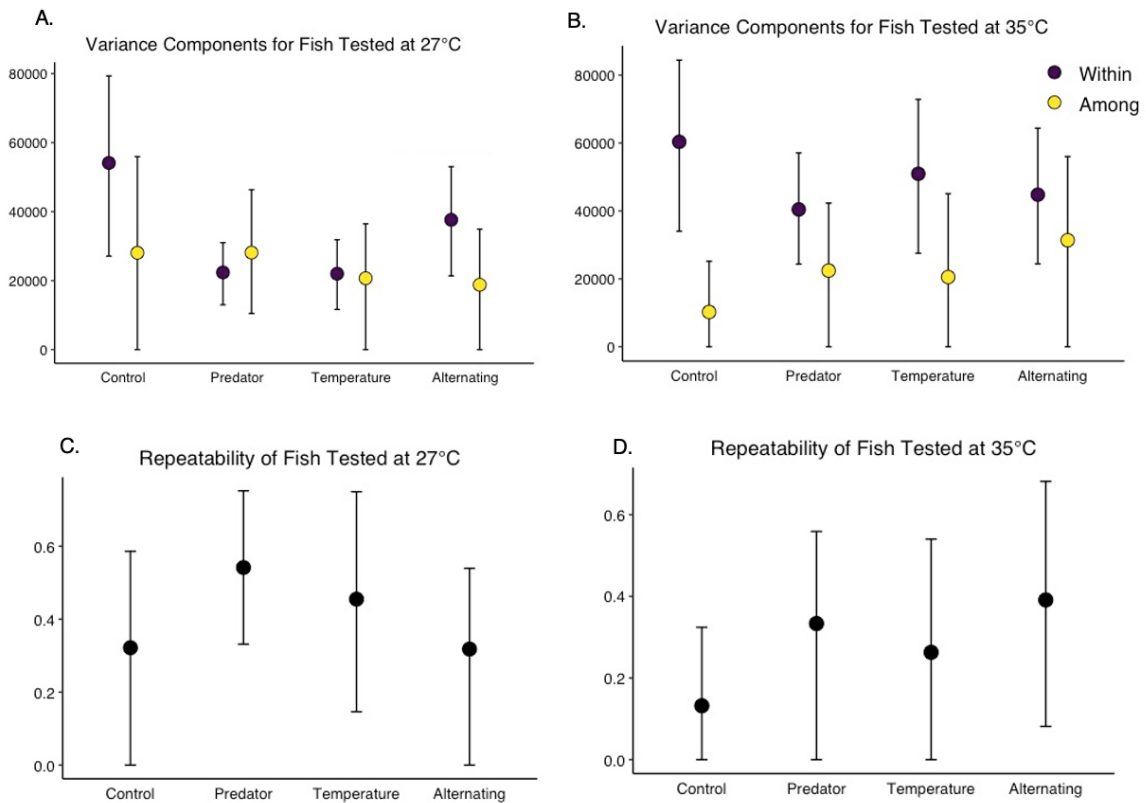 A.
Variance Components for Fish Tested at 27°C
80000
60000
40000
20000
0
Control Predator Temperature Alternating
B.
Variance Components for Fish Tested at 35°C
Within
Among
80000
60000
40000
20000
0
Control Predator Temperature Alternating
C.
Repeatability of Fish Tested at 27°C
0.6
0.4
0.2
0.0
Control Predator Temperature Alternating
D.
Repeatability of Fish Tested at 35°C
0.6
0.4
0.2
0.0
Control Predator Temperature Alternating